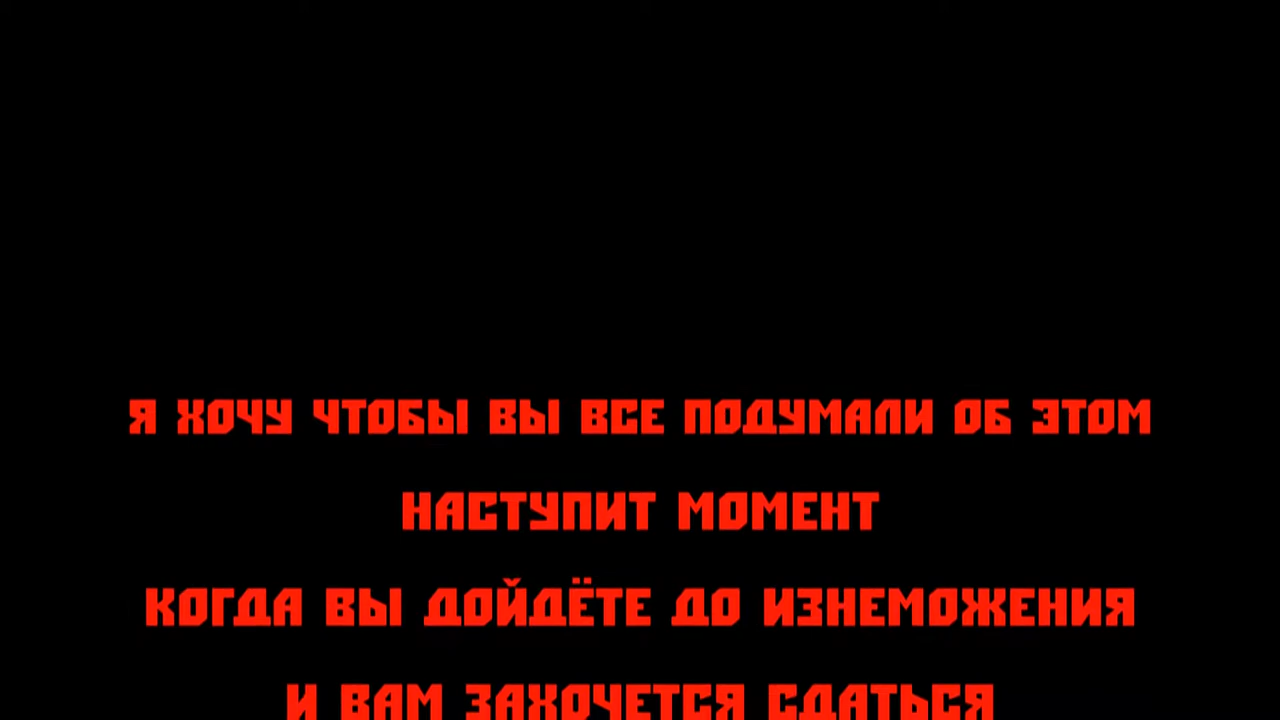 Я ХОЧУ ЧТОБЫ ВЫ ВСЕ ПОДУМАЛИ ОБ ЭТОМ
НАСТУПИТ МОМЕНТ
КОГДА ВЫ ДОЙДЁТЕ ДО ИЗНЕМОЖЕНИЯ
И ВАМ ЗАХОЧЕТСЯ СДАТЬСЯ